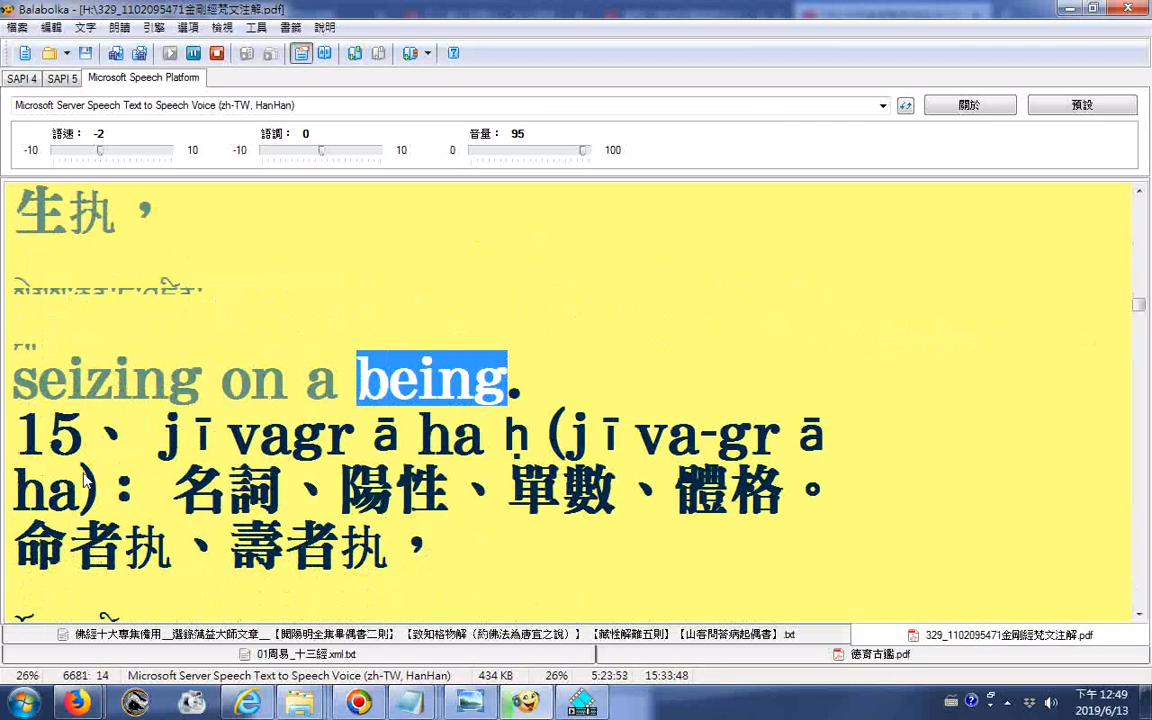 Balabolka - [H:\329_1102095471金剛經梵文注解.pdf]
檔案 編輯 文字 朗讀 引擎 選項 檢視 工具 書籤 說明
SAPI 4 SAPI 5 Microsoft Speech Platform
Microsoft Server Speech Text to Speech Voice (zh-TW, HanHan) 關於 預設
語速： -2 語調： 0 音量： 95
-10 10 -10 10 0 100
生执，
seizing on a being.
15、 jīvagrāhaḥ(jīva-grā
ha)： 名詞、陽性、單數、體格。
命者执、壽者执，
佛經十大專集備用__選錄蕅益大師文章__【閱陽明全集畢偶書二則】 【致知格物解（約佛法為唐宜之說）】 【藏性解難五則】 【山客問答病起偶書】.txt 329_1102095471金剛經梵文注解.pdf
01周易_十三經.xml.txt 德育古鑑.pdf
26% 6681: 14 Microsoft Server Speech Text to Speech Voice (zh-TW, HanHan) 434 KB 26% 5:23:53 15:33:48
下午 12:49
2019/6/13